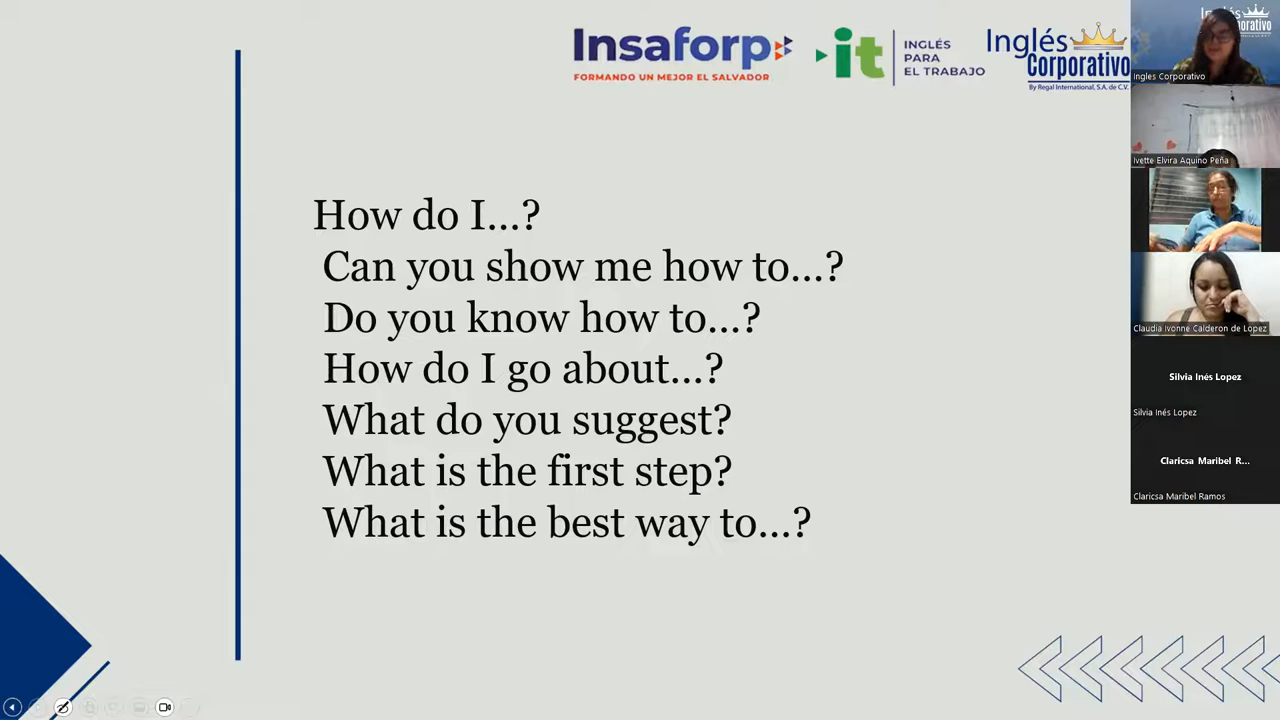 Insaforp
FORMANDO UN MEJOR EL SALVADOR
it
INGLÉS
PARA
EL TRABAJO
Inglés
Corporativo
By Regal International, S.A. de C.V.
How do I...?
Can you show me how to...?
Do you know how to...?
How do I go about...?
What do you suggest?
What is the first step?
What is the best way to...?
Ingles Corporativo
Ivette Elvira Aquino Peña
Claudia Ivonne Calderon de Lopez
Silvia Inés Lopez
Silvia Inés Lopez
Claricsa Maribel R...
Claricsa Maribel Ramos